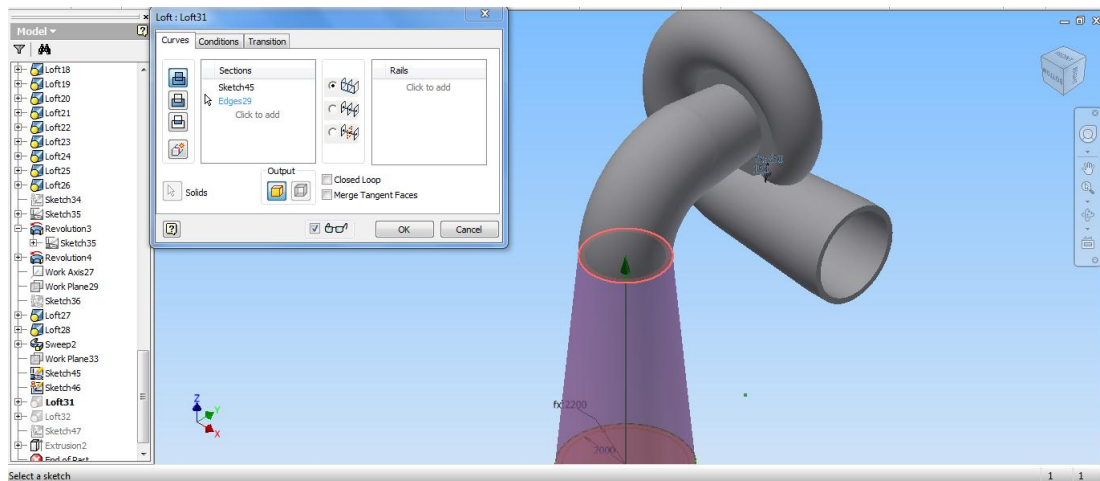 Loft : Loft31
Curves Conditions Transition
Sections
Sketch45
Edges29
Click to add
Rails
Click to add
Solids
Output
Closed Loop
Merge Tangent Faces
OK Cancel
Model
Loft18
Loft19
Loft20
Loft21
Loft22
Loft23
Loft24
Loft25
Loft26
Sketch34
Sketch35
Revolution3
Sketch35
Revolution4
Work Axis27
Work Plane29
Sketch36
Loft27
Loft28
Sweep2
Work Plane33
Sketch45
Sketch46
Loft31
Loft32
Sketch47
Extrusion2
End of Part
Z
Y
X
fx:2200
2000
FRONT
RIGHT
BOTTOM
Select a sketch
1 1